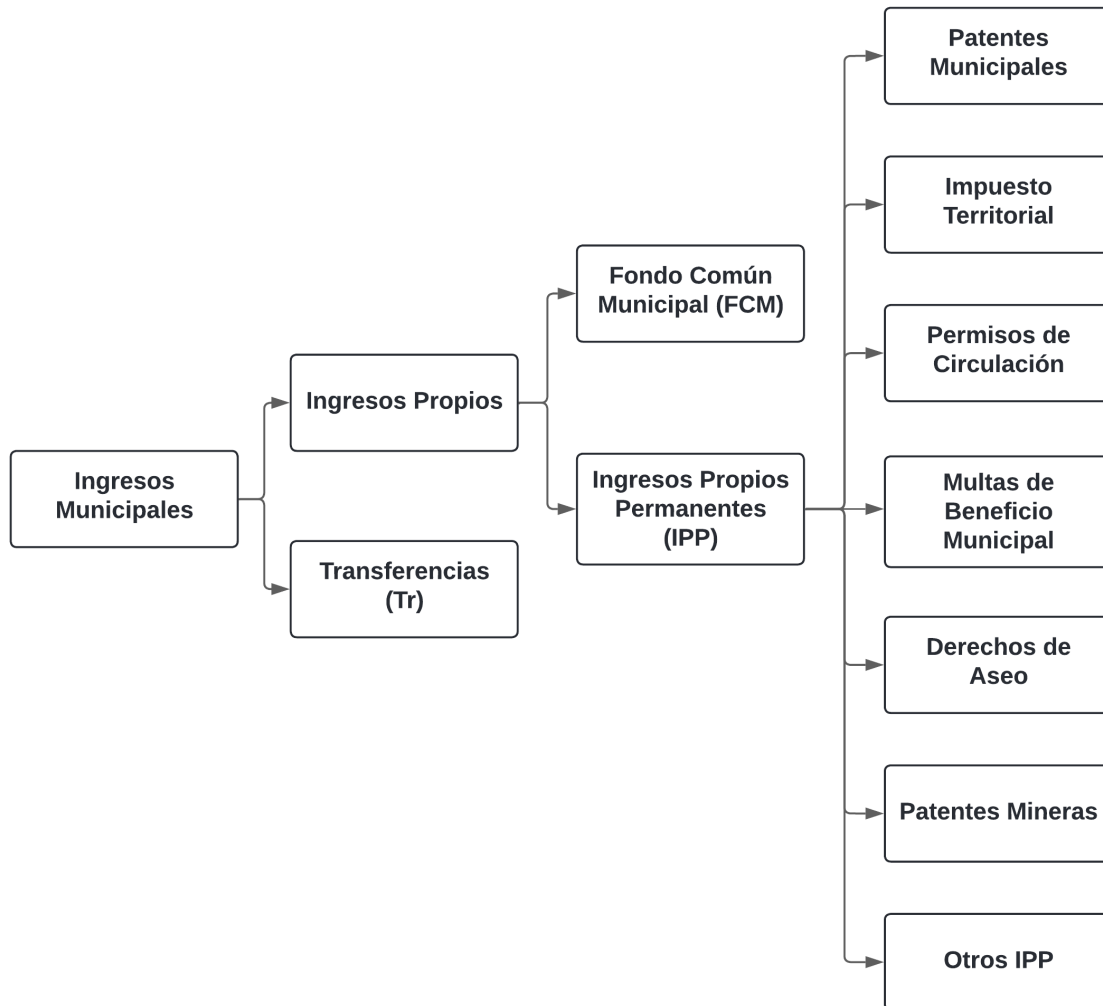 Patentes
Municipales
Impuesto
Territorial
Fondo Común
Municipal (FCM)
Permisos de
Circulación
Ingresos Propios
Ingresos
Municipales
Ingresos Propios
Permanentes
(IPP)
Multas de
Beneficio
Municipal
Transferencias
(Tr)
Derechos de
Aseo
Patentes Mineras
Otros IPP